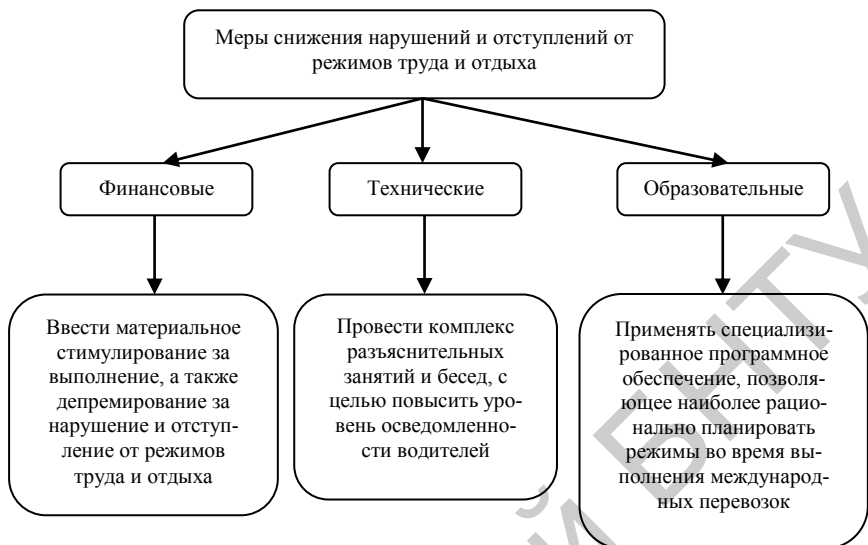 Меры снижения нарушений и отступлений от
режимов труда и отдыха
Финансовые
Технические
Образовательные
Ввести материальное
стимулирование за
выполнение, а также
депремирование за
нарушение и отступ-
ление от режимов
труда и отдыха
Провести комплекс
разъяснительных
занятий и бесед, с
целью повысить уро-
вень осведомленно-
сти водителей
Применять специализи-
рованное программное
обеспечение, позволя-
ющее наиболее рацио-
нально планировать
режимы во время вы-
полнения международ-
ных перевозок
й БНТУ